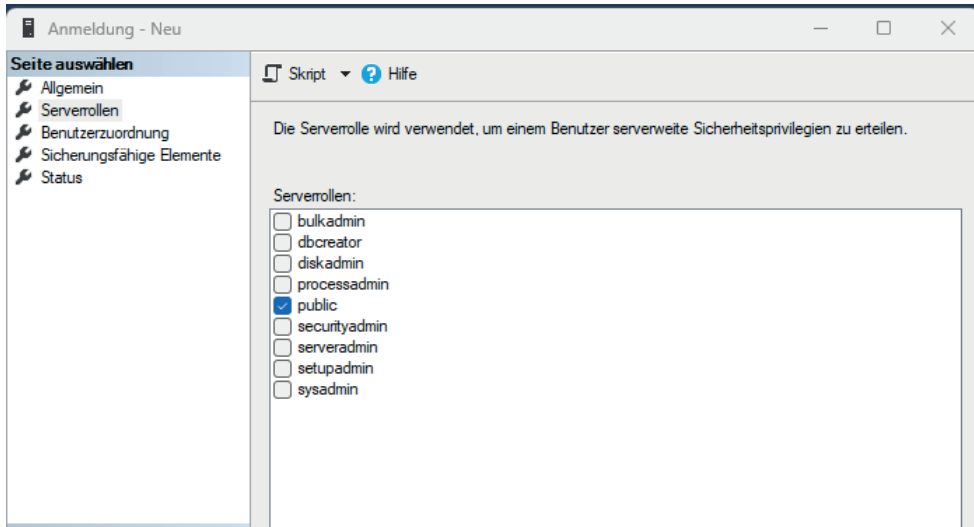 Anmeldung - Neu
Seite auswählen
Allgemein
Serverrollen
Benutzerzuordnung
Sicherungsfähige Elemente
Status
Skript
Hilfe
Die Serverrolle wird verwendet, um einem Benutzer serverweite Sicherheitsprivilegien zu erteilen.
Serverrollen:
bulkadmin
dbcreator
diskadmin
processadmin
public
securityadmin
serveradmin
setupadmin
sysadmin